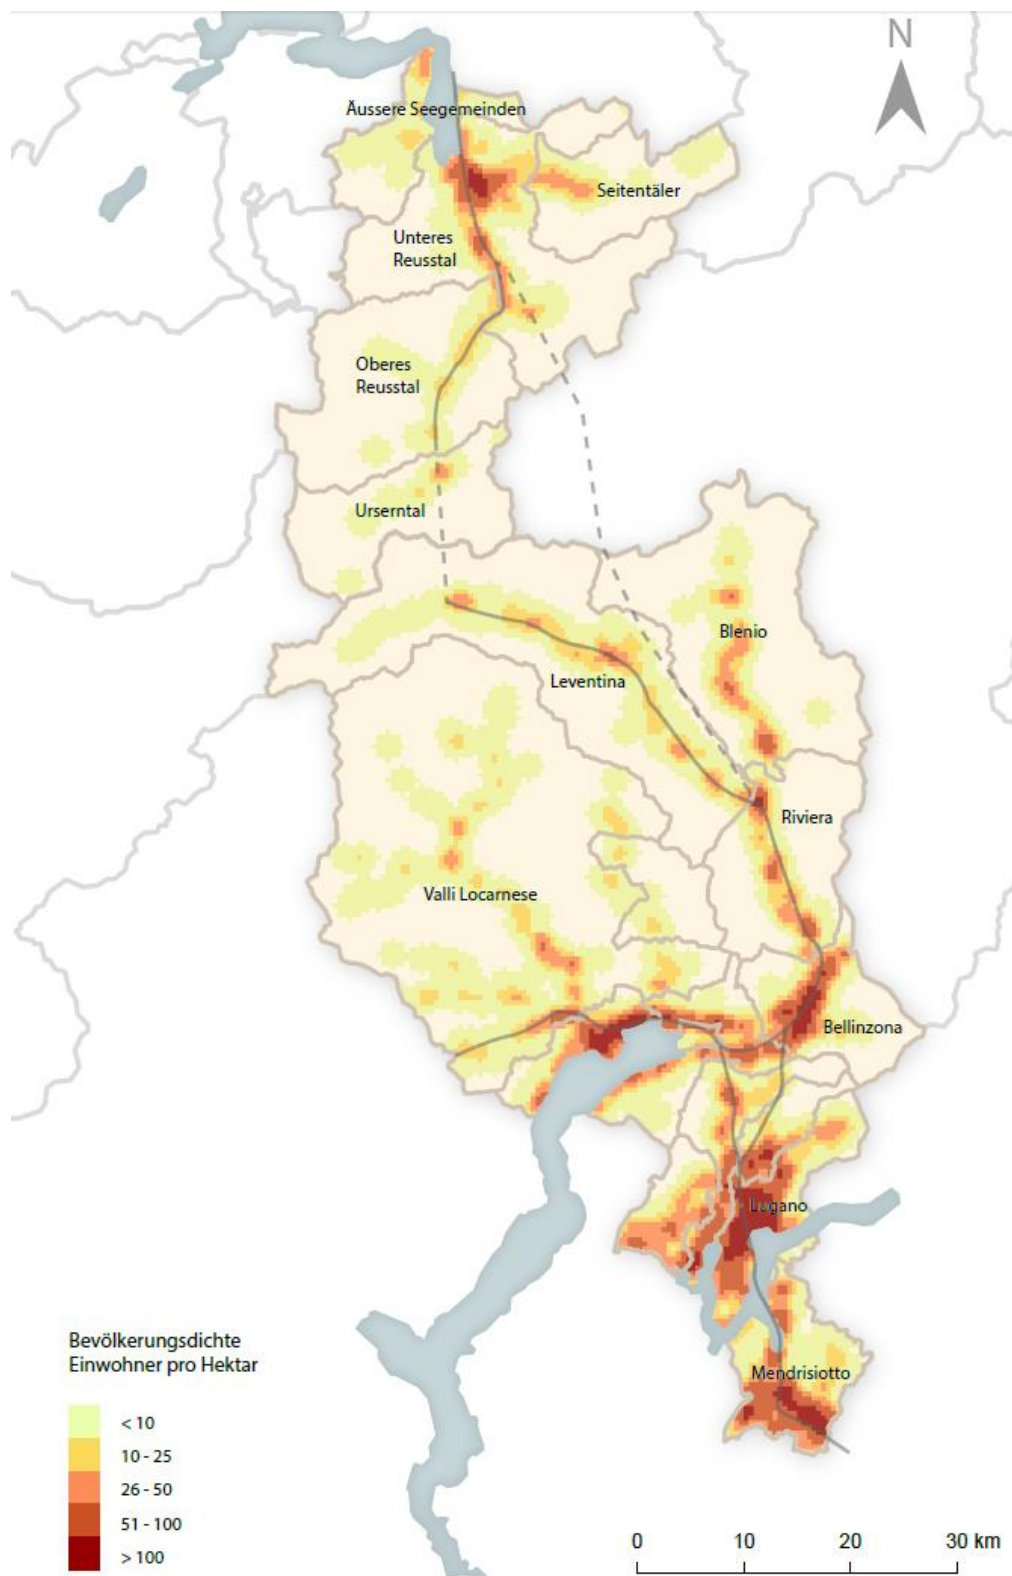 N
Äussere Seegemeinden
Seitentäler
Unteres
Reusstal
Oberes
Reusstal
Urserntal
Blenio
Leventina
Riviera
Valli Locarnese
Bellinzona
Lugano
Mendrisiotto
Bevölkerungsdichte
Einwohner pro Hektar
< 10
10 - 25
26 - 50
51 - 100
> 100
0 10 20 30 km